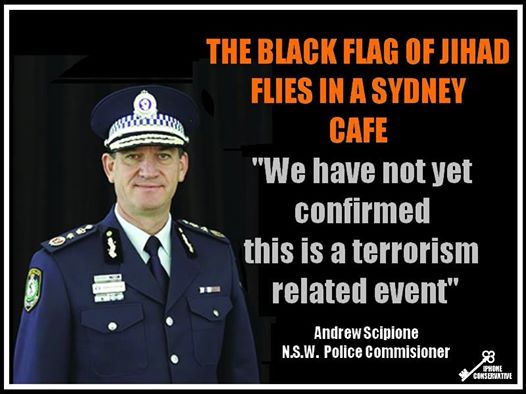 THE BLACK FLAG OF JIHAD
FLIES IN A SYDNEY
CAFE
"We have not yet
confirmed
this is a terrorism
related event"
Andrew Scipione
N.S.W. Police Commisioner
IPHONE
CONSERVATIVE